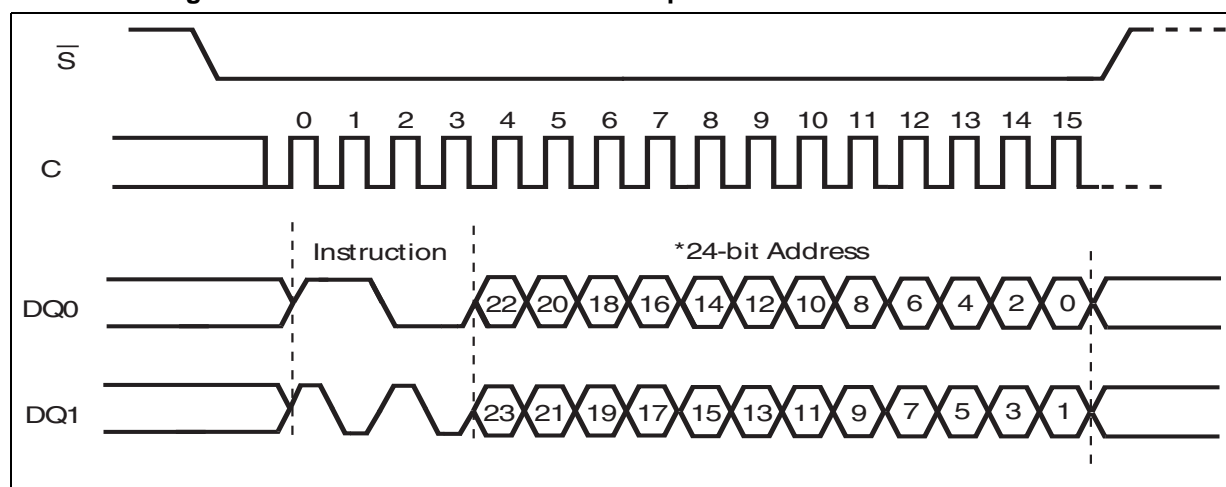 S̅
0 1 2 3 4 5 6 7 8 9 10 11 12 13 14 15
C
Instruction *24-bit Address
DQ0 22 20 18 16 14 12 10 8 6 4 2 0
DQ1 23 21 19 17 15 13 11 9 7 5 3 1